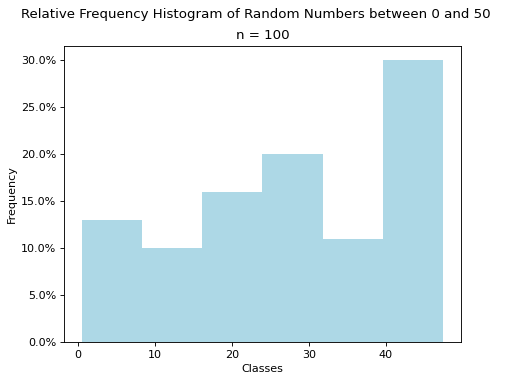 Relative Frequency Histogram of Random Numbers between 0 and 50
n = 100
30.0%
25.0%
20.0%
15.0%
10.0%
5.0%
0.0%
Frequency
0 10 20 30 40
Classes